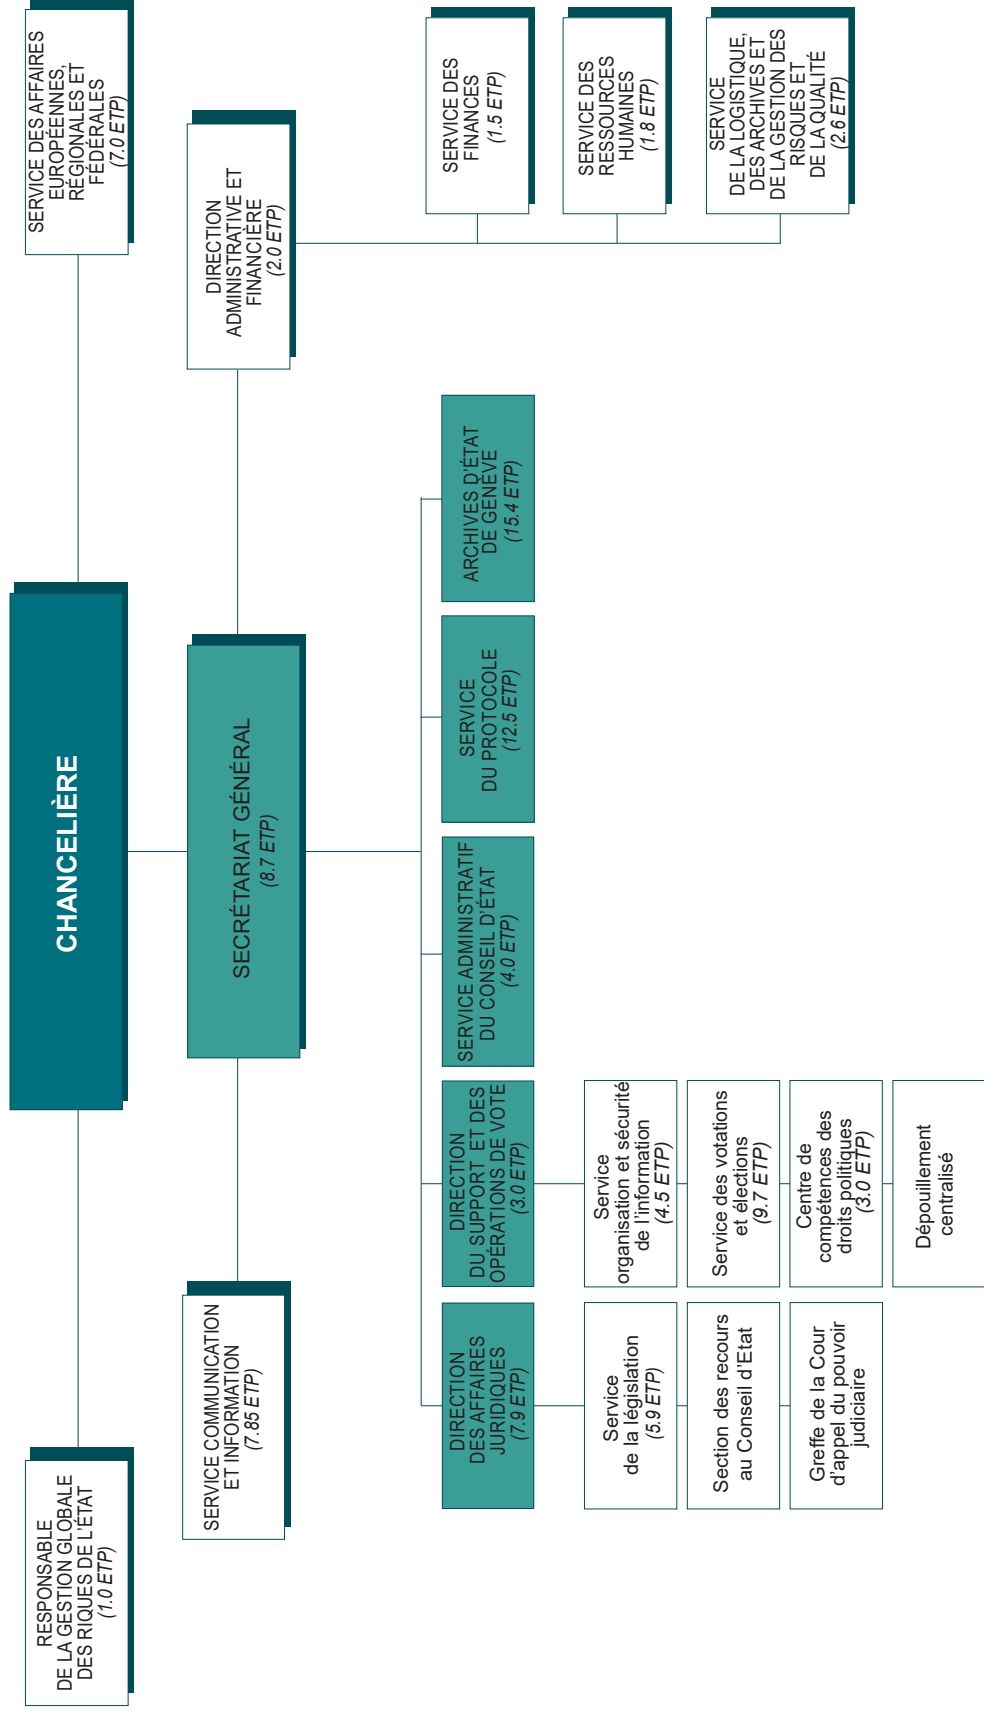 CHANCELIÈRE
RESPONSABLE
DE LA GESTION GLOBALE
DES RIQUES DE L'ÉTAT
(1.0 ETP)
SERVICE DES AFFAIRES
EUROPÉENNES,
RÉGIONALES ET
FÉDÉRALES
(7.0 ETP)
SECRÉTARIAT GÉNÉRAL
(8.7 ETP)
SERVICE COMMUNICATION
ET INFORMATION
(7.85 ETP)
DIRECTION
ADMINISTRATIVE ET
FINANCIÈRE
(2.0 ETP)
DIRECTION
DES AFFAIRES
JURIDIQUES
(7.9 ETP)
DIRECTION
DU SUPPORT ET DES
OPÉRATIONS DE VOTE
(3.0 ETP)
SERVICE ADMINISTRATIF
DU CONSEIL D'ÉTAT
(4.0 ETP)
SERVICE
DU PROTOCOLE
(12.5 ETP)
ARCHIVES D'ÉTAT
DE GENÈVE
(15.4 ETP)
SERVICE DES
FINANCES
(1.5 ETP)
SERVICE DES
RESSOURCES
HUMAINES
(1.8 ETP)
SERVICE
DE LA LOGISTIQUE,
DES ARCHIVES ET
DE LA GESTION DES
RISQUES ET
DE LA QUALITÉ
(2.6 ETP)
Service
de la législation
(5.9 ETP)
Section des recours
au Conseil d'Etat
Greffe de la Cour
d'appel du pouvoir
judiciaire
Service
organisation et sécurité
de l'information
(4.5 ETP)
Service des votations
et élections
(9.7 ETP)
Centre de
compétences des
droits politiques
(3.0 ETP)
Dépouillement
centralisé